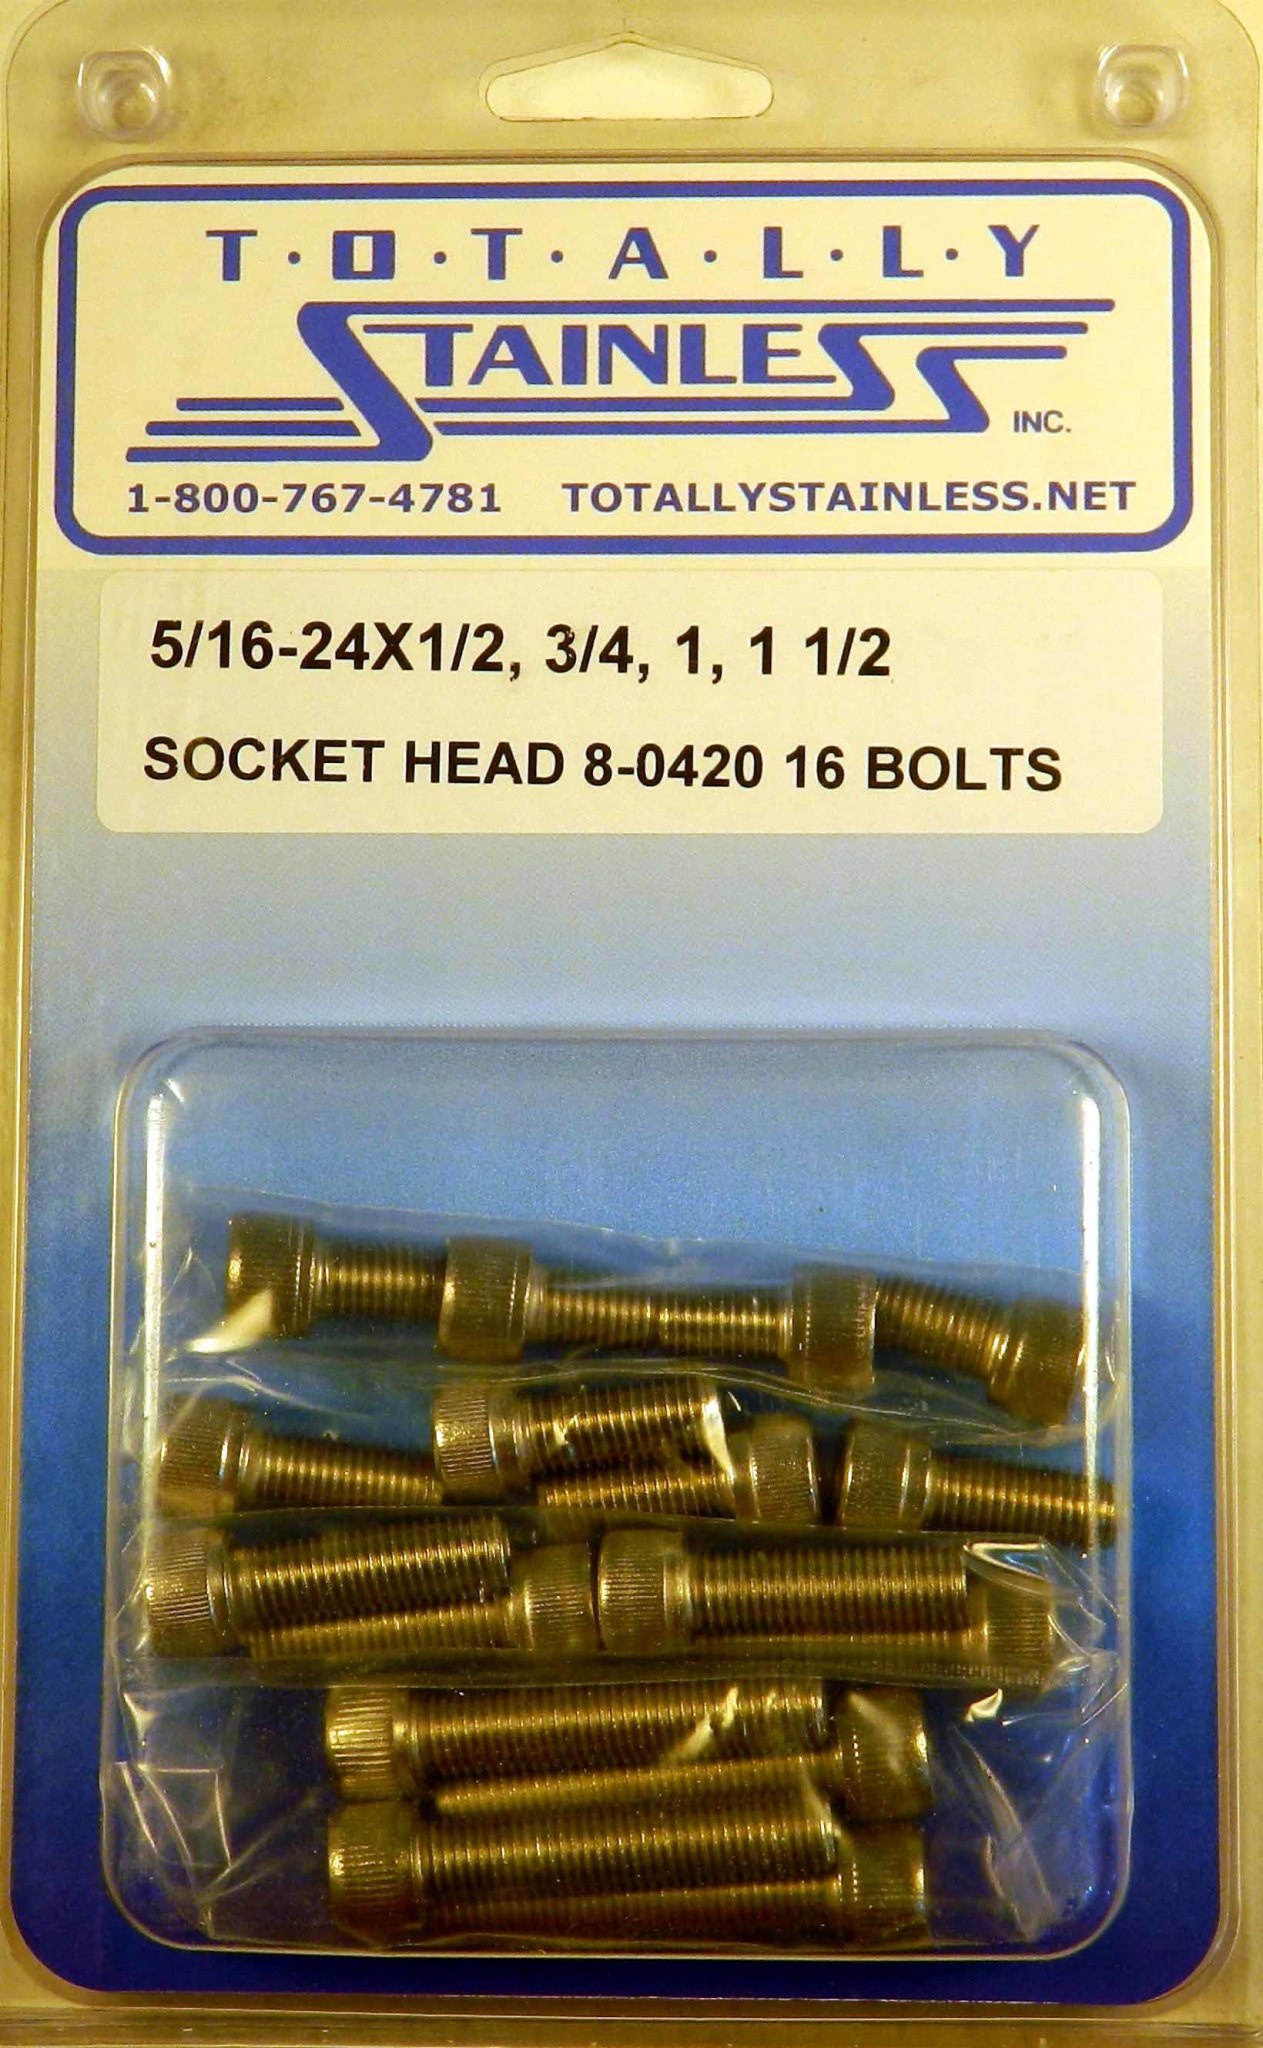 T·O·T·A·L·L·Y
STAINLESS INC.
1-800-767-4781 TOTALLYSTAINLESS.NET
5/16-24X1/2, 3/4, 1, 1 1/2
SOCKET HEAD 8-0420 16 BOLTS